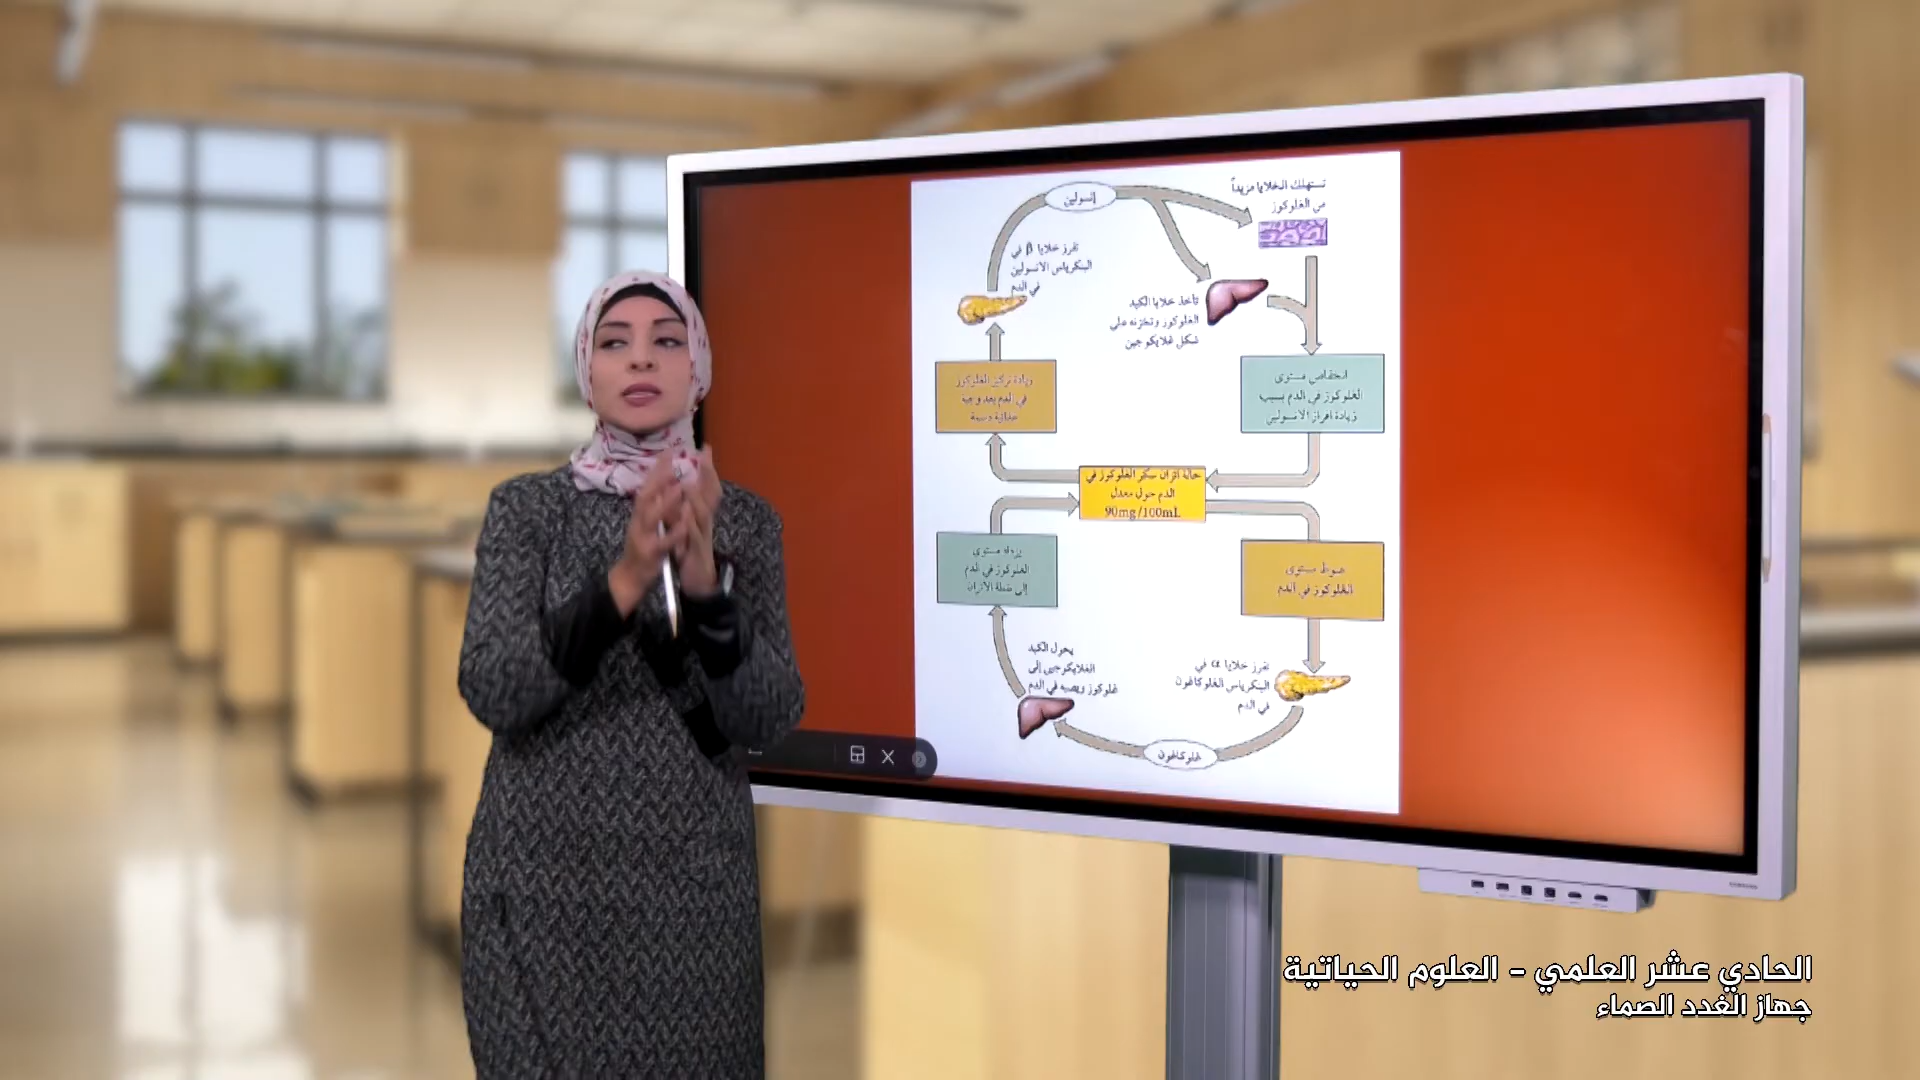 إنسولين
تستهلك الخلايا مزيداً
من الغلوكوز
تفرز خلايا β في
البنكرياس الانسولين
في الدم
تأخذ خلايا الكبد
الغلوكوز وتخزنه على
شكل غلايكوجين
زيادة تركيز الغلوكوز
في الدم بعد وجبة
غذائية دسمة
انخفاض مستوى
الغلوكوز في الدم بسبب
زيادة افراز الانسولين
حالة اتزان سكر الغلوكوز في
الدم حول معدل
90mg/100mL
مستوى
الغلوكوز في الدم
إلى نقطة الاتزان
هبوط مستوى
الغلوكوز في الدم
يحول الكبد
الغلايكوجين إلى
غلوكوز ويصبه في الدم
تفرز خلايا α في
البنكرياس الغلوكاغون
في الدم
غلوكاغون
الحادي عشر العلمي - العلوم الحياتية
جهاز الغدد الصماء